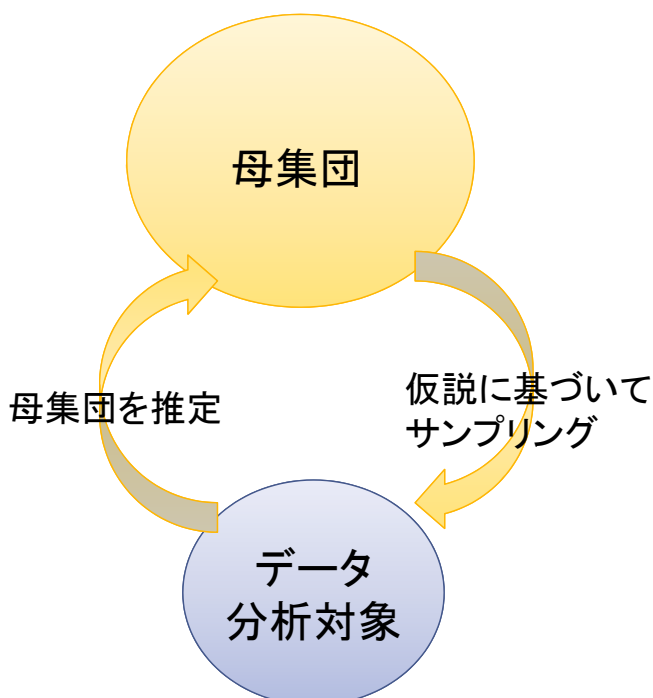 母集団
仮説に基づいて
サンプリング
母集団を推定
データ
分析対象